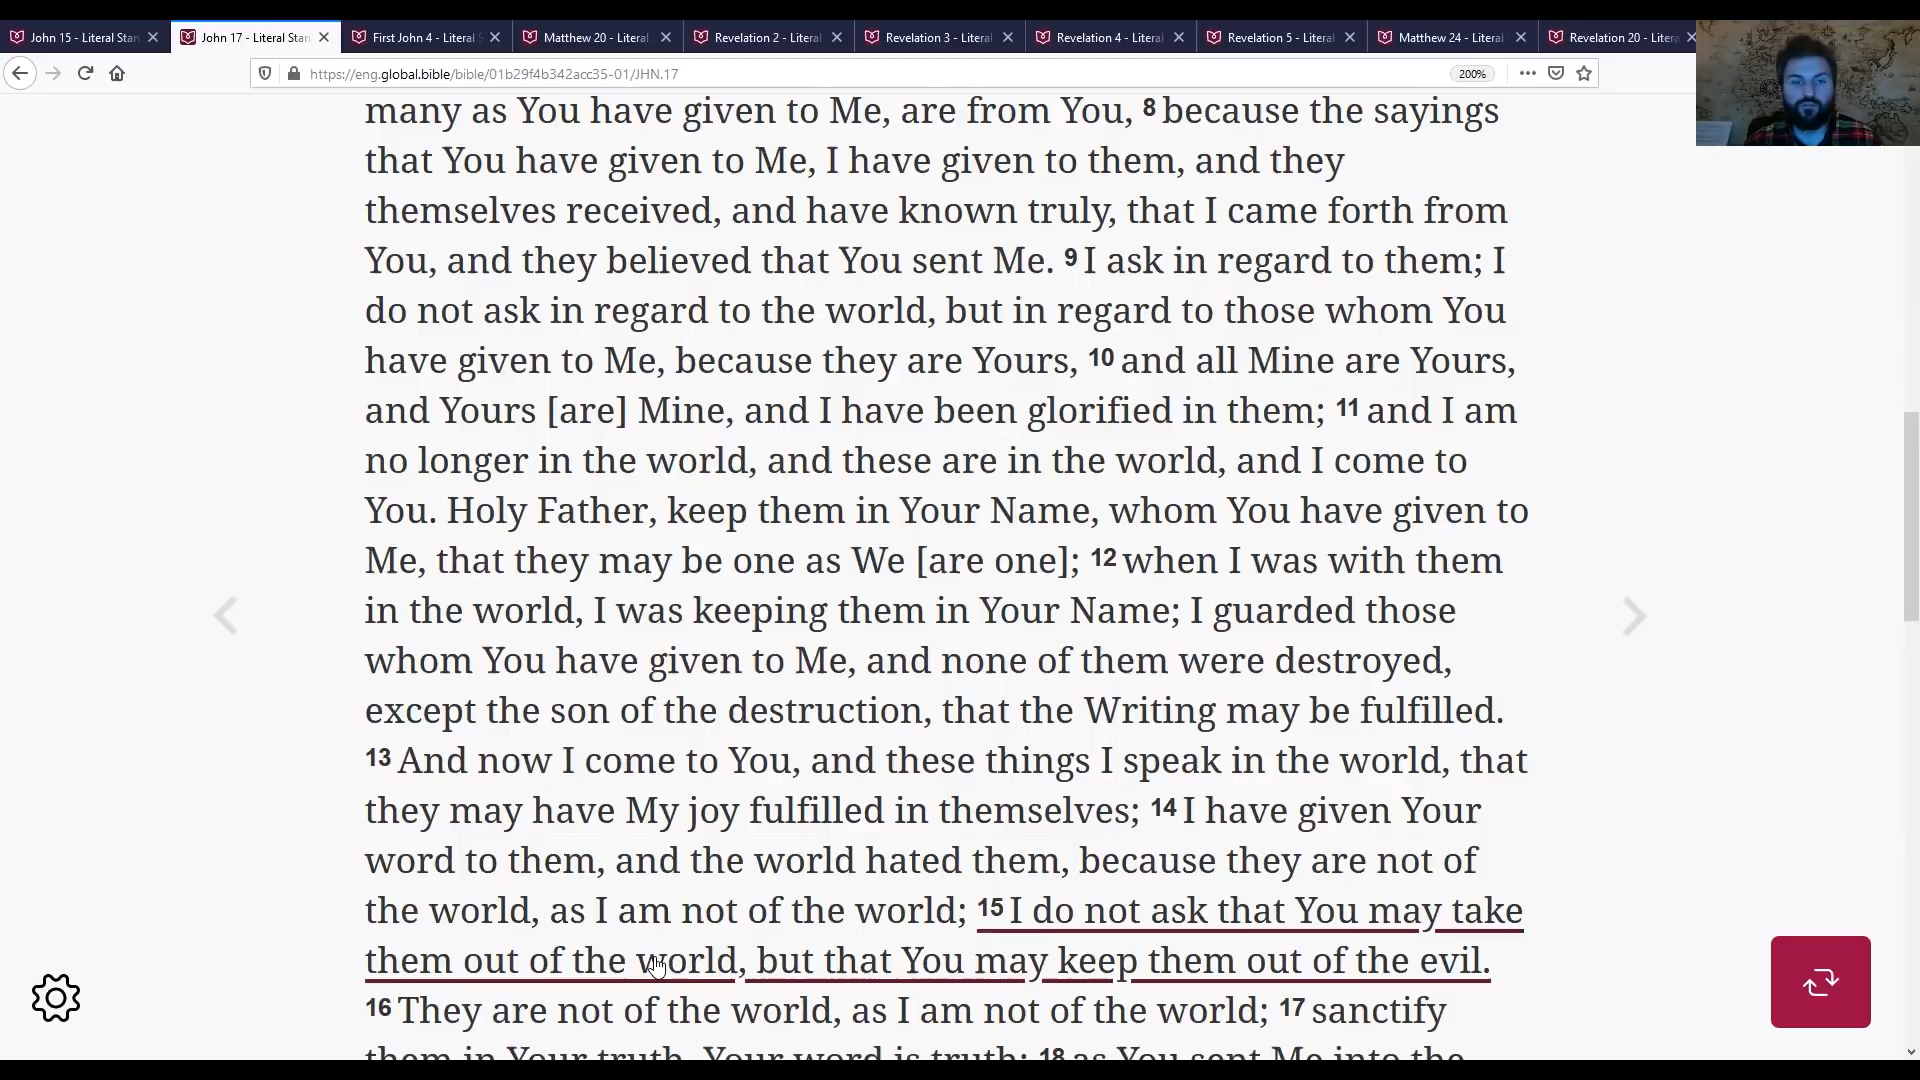 John 15 - Literal Stan
John 17 - Literal Stan
First John 4 - Literal S
Matthew 20 - Literal
Revelation 2 - Literal
Revelation 3 - Literal
Revelation 4 - Literal
Revelation 5 - Literal
Matthew 24 - Literal
Revelation 20 - Litera
https://eng.global.bible/bible/01b29f4b342acc35-01/JHN.17
200%
many as You have given to Me, are from You, 8 because the sayings
that You have given to Me, I have given to them, and they
themselves received, and have known truly, that I came forth from
You, and they believed that You sent Me. 9 I ask in regard to them; I
do not ask in regard to the world, but in regard to those whom You
have given to Me, because they are Yours, 10 and all Mine are Yours,
and Yours [are] Mine, and I have been glorified in them; 11 and I am
no longer in the world, and these are in the world, and I come to
You. Holy Father, keep them in Your Name, whom You have given to
Me, that they may be one as We [are one]; 12 when I was with them
in the world, I was keeping them in Your Name; I guarded those
whom You have given to Me, and none of them were destroyed,
except the son of the destruction, that the Writing may be fulfilled.
13 And now I come to You, and these things I speak in the world, that
they may have My joy fulfilled in themselves; 14 I have given Your
word to them, and the world hated them, because they are not of
the world, as I am not of the world; 15 I do not ask that You may take
them out of the world, but that You may keep them out of the evil.
16 They are not of the world, as I am not of the world; 17 sanctify
them in Your truth, Your word is truth; 18 as You sent Me into the